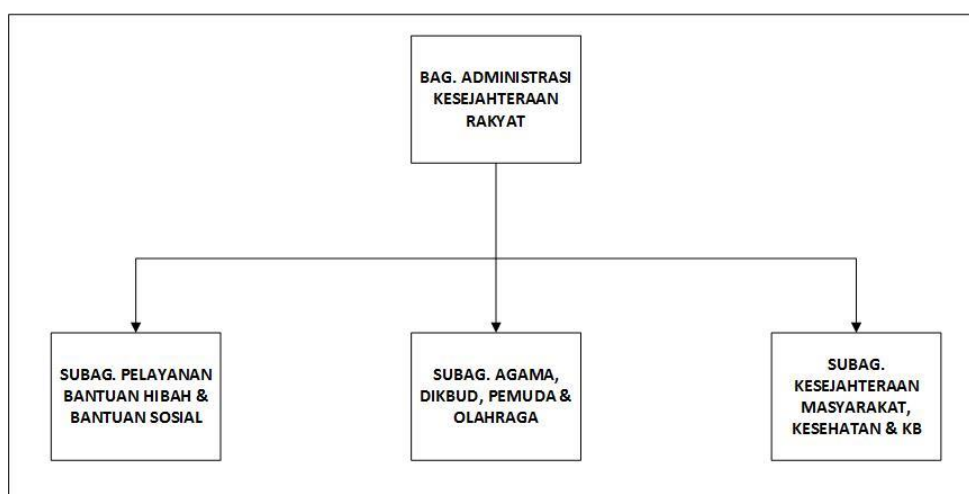 BAG. ADMINISTRASI
KESEJAHTERAAN
RAKYAT
SUBAG. PELAYANAN
BANTUAN HIBAH &
BANTUAN SOSIAL
SUBAG. AGAMA,
DIKBUD, PEMUDA &
OLAHRAGA
SUBAG.
KESEJAHTERAAN
MASYARAKAT,
KESEHATAN & KB